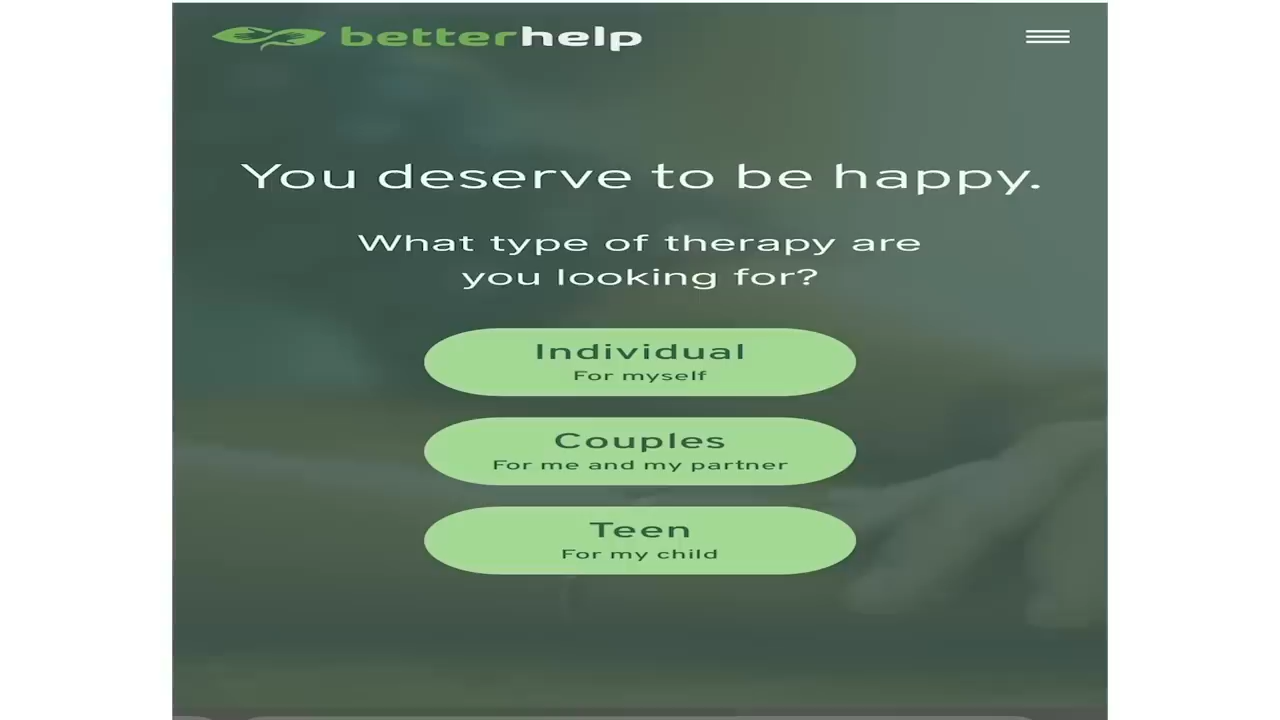 betterhelp
You deserve to be happy.
What type of therapy are
you looking for?
Individual
For myself
Couples
For me and my partner
Teen
For my child